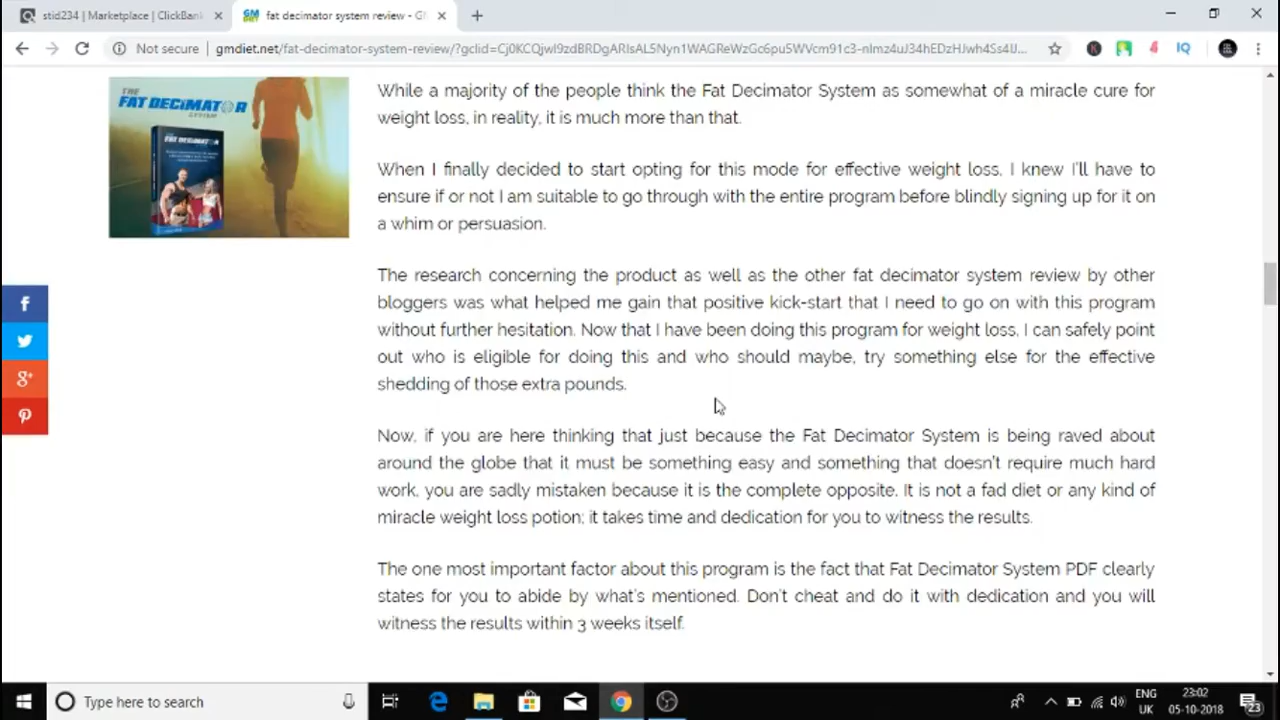 stid234 | Marketplace | ClickBank
fat decimator system review - GM
Not secure
gmdiet.net/fat-decimator-system-review/?gclid=
IQ
THE
FAT DECIMATOR
SYSTEM
THE
FAT DECIMATOR
While a majority of the people think the Fat Decimator System as somewhat of a miracle cure for
weight loss, in reality, it is much more than that.
When I finally decided to start opting for this mode for effective weight loss, I knew I'll have to
ensure if or not I am suitable to go through with the entire program before blindly signing up for it on
a whim or persuasion.
The research concerning the product as well as the other fat decimator system review by other
bloggers was what helped me gain that positive kick-start that I need to go on with this program
without further hesitation. Now that I have been doing this program for weight loss, I can safely point
out who is eligible for doing this and who should maybe, try something else for the effective
shedding of those extra pounds.
Now, if you are here thinking that just because the Fat Decimator System is being raved about
around the globe that it must be something easy and something that doesn't require much hard
work, you are sadly mistaken because it is the complete opposite. It is not a fad diet or any kind of
miracle weight loss potion; it takes time and dedication for you to witness the results.
The one most important factor about this program is the fact that Fat Decimator System PDF clearly
states for you to abide by what's mentioned. Don't cheat and do it with dedication and you will
witness the results within 3 weeks itself.
Type here to search
ENG
UK
23:02
05-10-2018
23